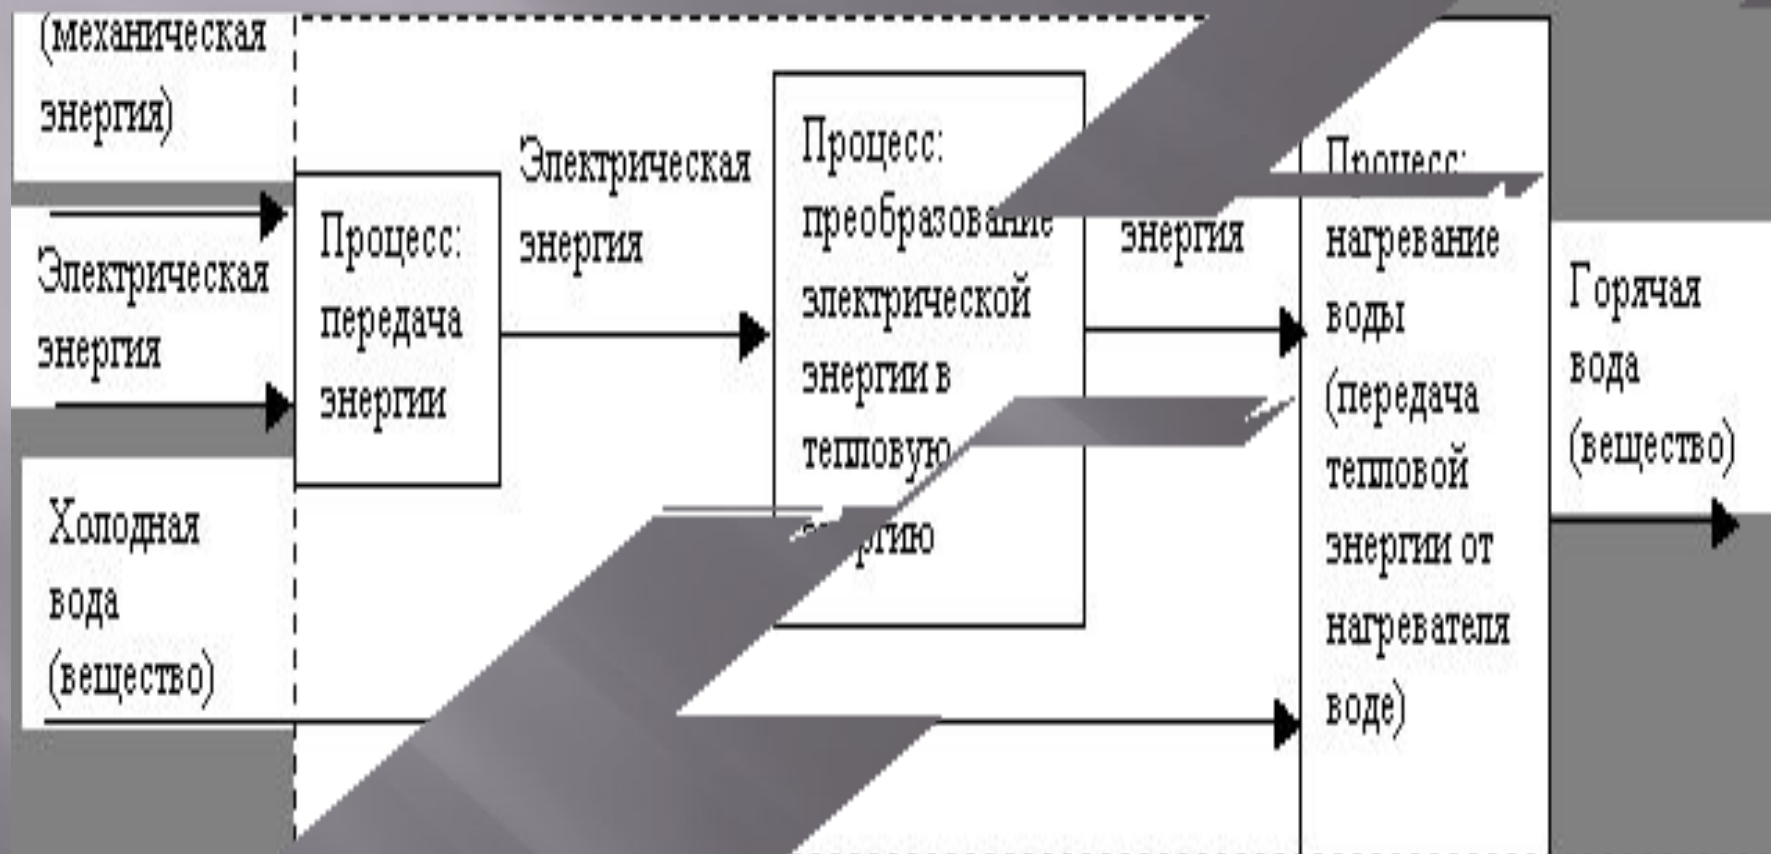 (механическая
энергия)
Электрическая
энергия
Холодная
вода
(вещество)
Процесс:
передача
энергии
Электрическая
энергия
Процесс:
преобразование
электрической
энергии в
тепловую
энергия
Процесс:
нагревание
воды
(передача
тепловой
энергии от
нагревателя
воде)
Горячая
вода
(вещество)